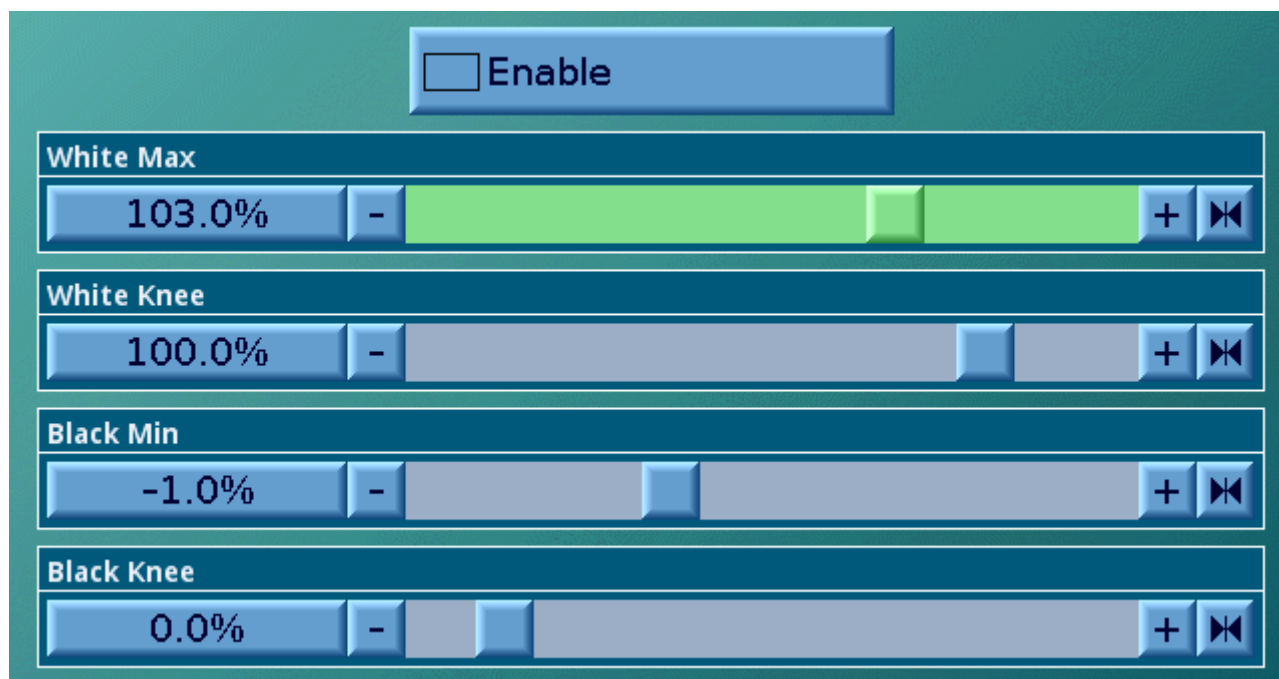 Enable
White Max
103.0% - +
White Knee
100.0% - +
Black Min
-1.0% - +
Black Knee
0.0% - +